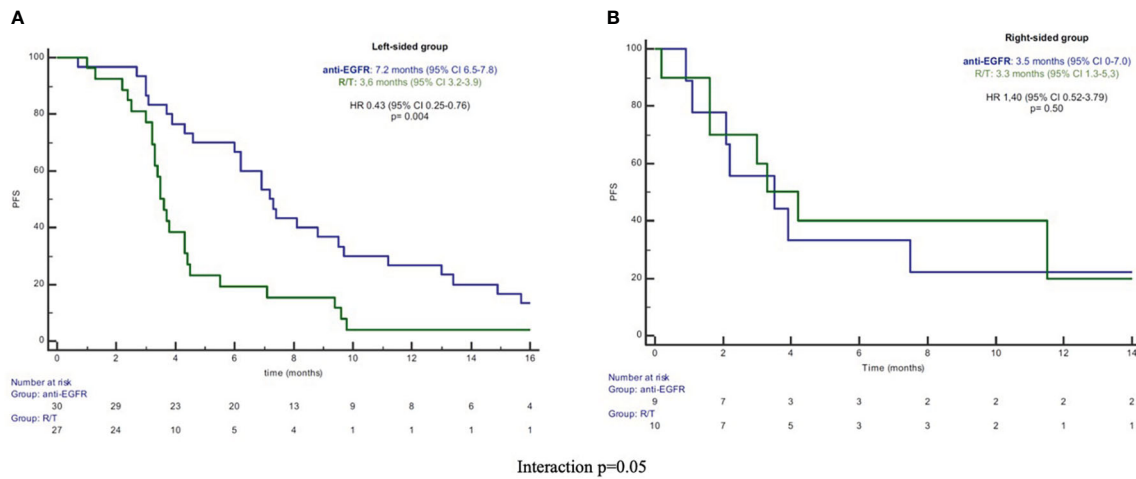 A
Left-sided group
anti-EGFR: 7.2 months (95% CI 6.5-7.8)
R/T: 3,6 months (95% CI 3.2-3.9)
HR 0.43 (95% CI 0.25-0.76)
p= 0.004
100
80
60
40
20
0
PFS
0 2 4 6 8 10 12 14 16
time (months)
Number at risk
Group: anti-EGFR
30 29 23 20 13 9 8 6 4
Group: R/T
27 24 10 5 4 1 1 1 1
B
Right-sided group
anti-EGFR: 3.5 months (95% CI 0-7.0)
R/T: 3.3 months (95% CI 1.3-5,3)
HR 1,40 (95% CI 0.52-3.79)
p= 0.50
100
80
60
40
20
0
PFS
0 2 4 6 8 10 12 14
Time (months)
Number at risk
Group: anti-EGFR
9 7 3 3 2 2 2 2
Group: R/T
10 7 5 3 3 2 1 1
Interaction p=0.05